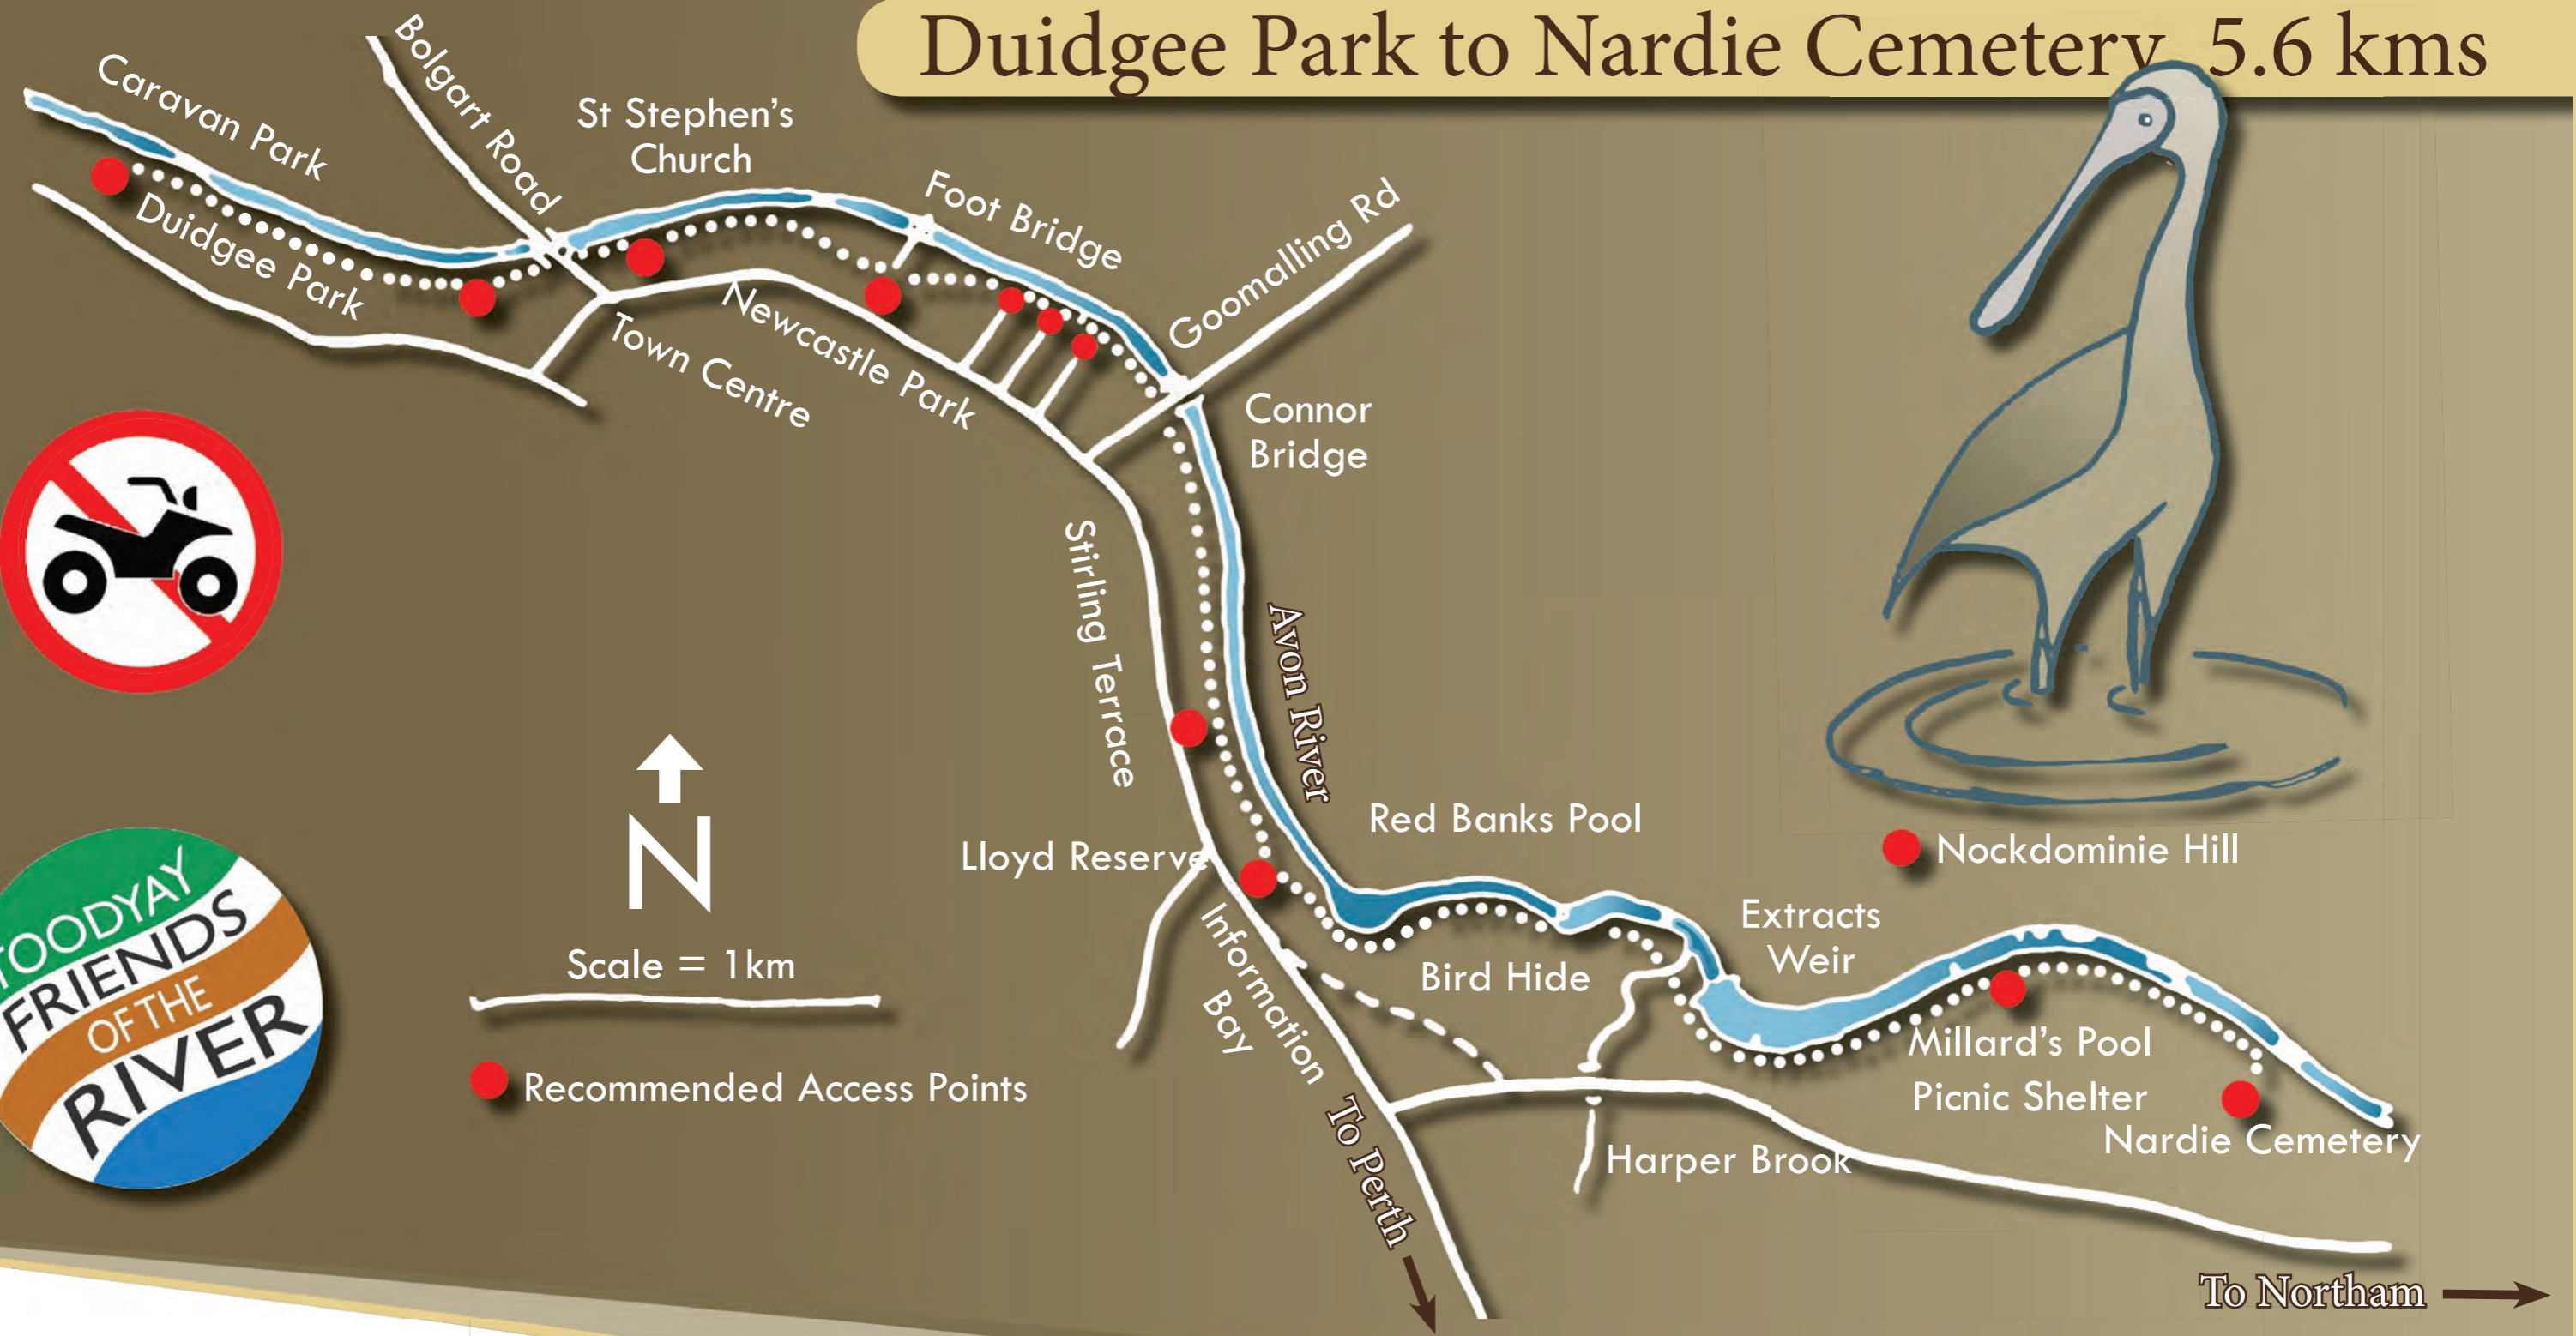 Duidgee Park to Nardie Cemetery 5.6 kms
Caravan Park
Bolgart Road
St Stephen's
Church
Foot Bridge
Goomalling Rd
Duidgee Park
Town Centre
Newcastle Park
Connor
Bridge
Stirling Terrace
Avon River
Red Banks Pool
Lloyd Reserve
Nockdominie Hill
N
Extracts
Weir
Information
Bay
Bird Hide
Scale = 1km
Millard's Pool
Picnic Shelter
Recommended Access Points
Nardie Cemetery
Harper Brook
To Perth
To Northam
TOODYAY
FRIENDS
OF THE
RIVER